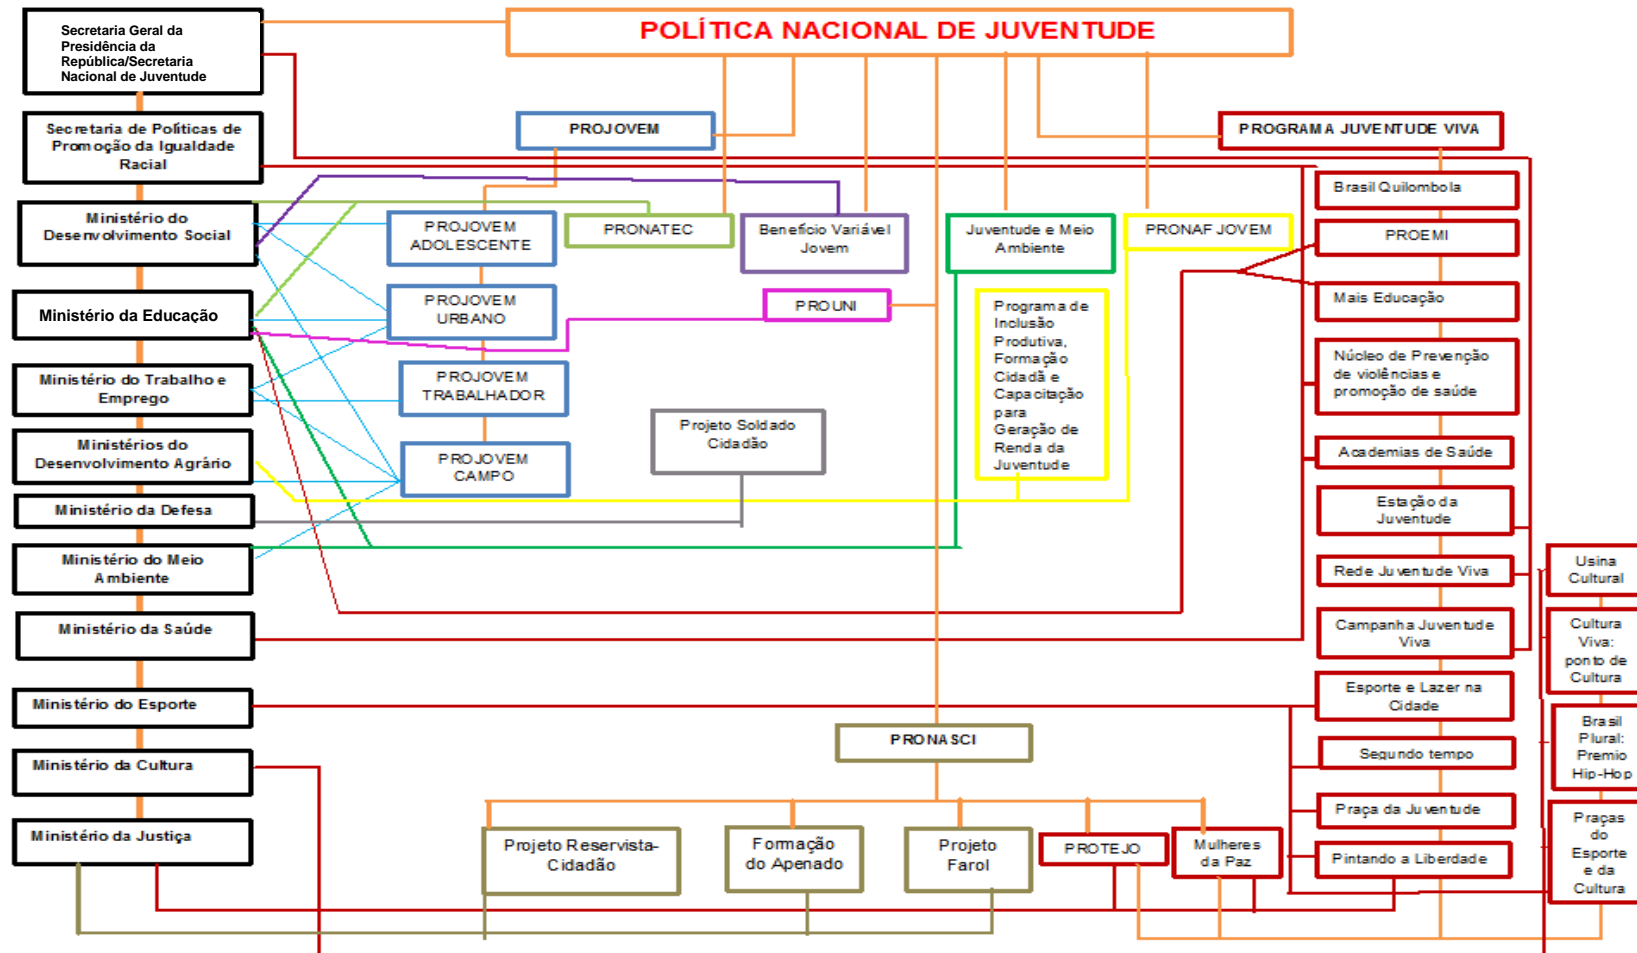 Secretaria Geral da
Presidência da
República/Secretaria
Nacional de Juventude
POLÍTICA NACIONAL DE JUVENTUDE
Secretaria de Políticas de
Promoção da Igualdade
Racial
PROJOVEM
PROGRAMA JUVENTUDE VIVA
Brasil Quilombola
Ministério do
Desenvolvimento Social
PROJOVEM
ADOLESCENTE
PRONATEC
Benefício Variável
Jovem
Juventude e Meio
Ambiente
PRONAF JOVEM
PROEMI
Ministério da Educação
PROJOVEM
URBANO
PROUNI
Programa de
Inclusão
Produtiva,
Formação
Cidadã e
Capacitação
para
Geração de
Renda da
Juventude
Mais Educação
Núcleo de Prevenção
de violências e
promoção de saúde
Ministério do Trabalho e
Emprego
PROJOVEM
TRABALHADOR
Projeto Soldado
Cidadão
Ministérios do
Desenvolvimento Agrário
PROJOVEM
CAMPO
Academias de Saúde
Ministério da Defesa
Estação da
Juventude
Ministério do Meio
Ambiente
Rede Juventude Viva
Usina
Cultural
Ministério da Saúde
Campanha Juventude
Viva
Cultura
Viva:
ponto de
Cultura
Ministério do Esporte
Esporte e Lazer na
Cidade
PRONASCI
Brasil
Plural:
Premio
Hip-Hop
Ministério da Cultura
Segundo tempo
Praça da Juventude
Ministério da Justiça
Projeto Reservista-
Cidadão
Formação
do Apenado
Projeto
Farol
PROTEJO
Mulheres
da Paz
Pintando a Liberdade
Praças
do
Esporte
e da
Cultura